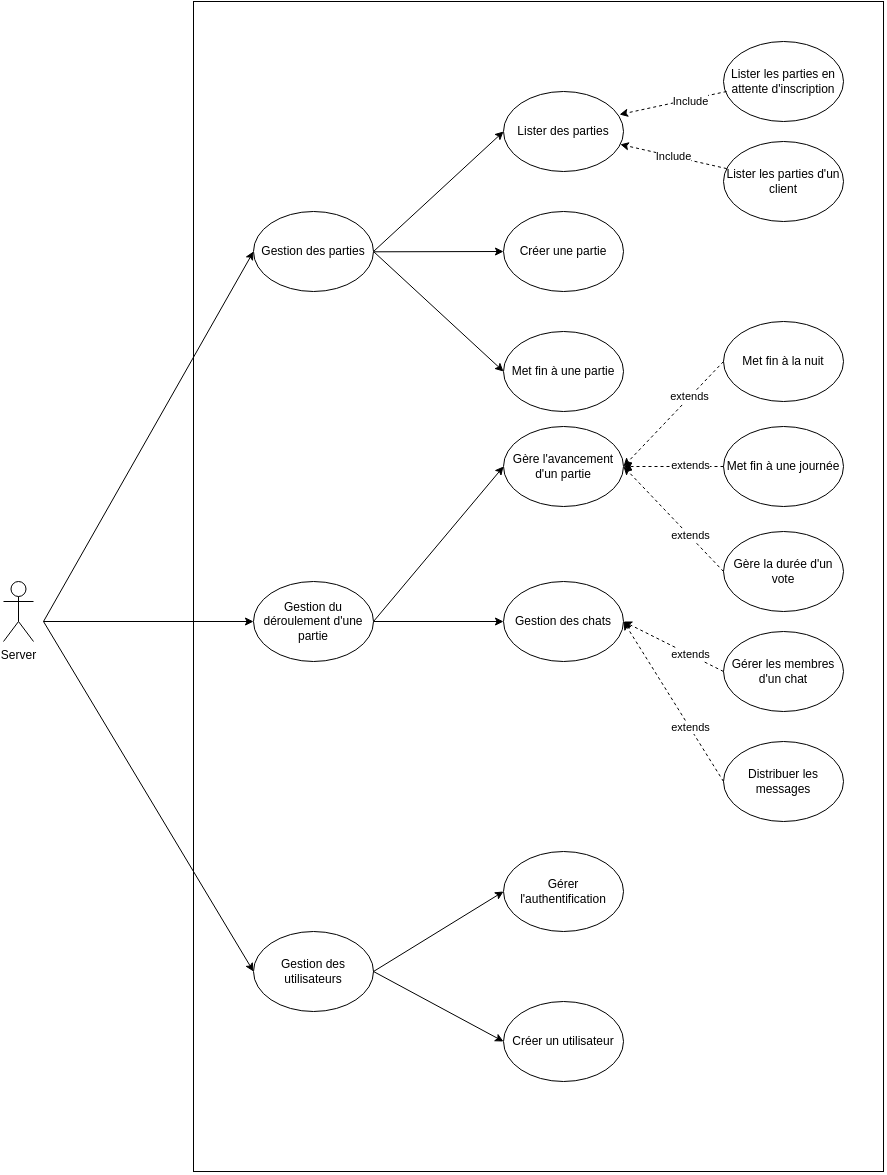 Lister les parties en
attente d'inscription
Include
Lister des parties
Include
Lister les parties d'un
client
Gestion des parties
Créer une partie
Met fin à une partie
Met fin à la nuit
extends
Gère l'avancement
d'un partie
extends
Met fin à une journée
extends
Gère la durée d'un
vote
Server
Gestion du
déroulement d'une
partie
Gestion des chats
extends
Gérer les membres
d'un chat
extends
Distribuer les
messages
Gérer
l'authentification
Gestion des
utilisateurs
Créer un utilisateur